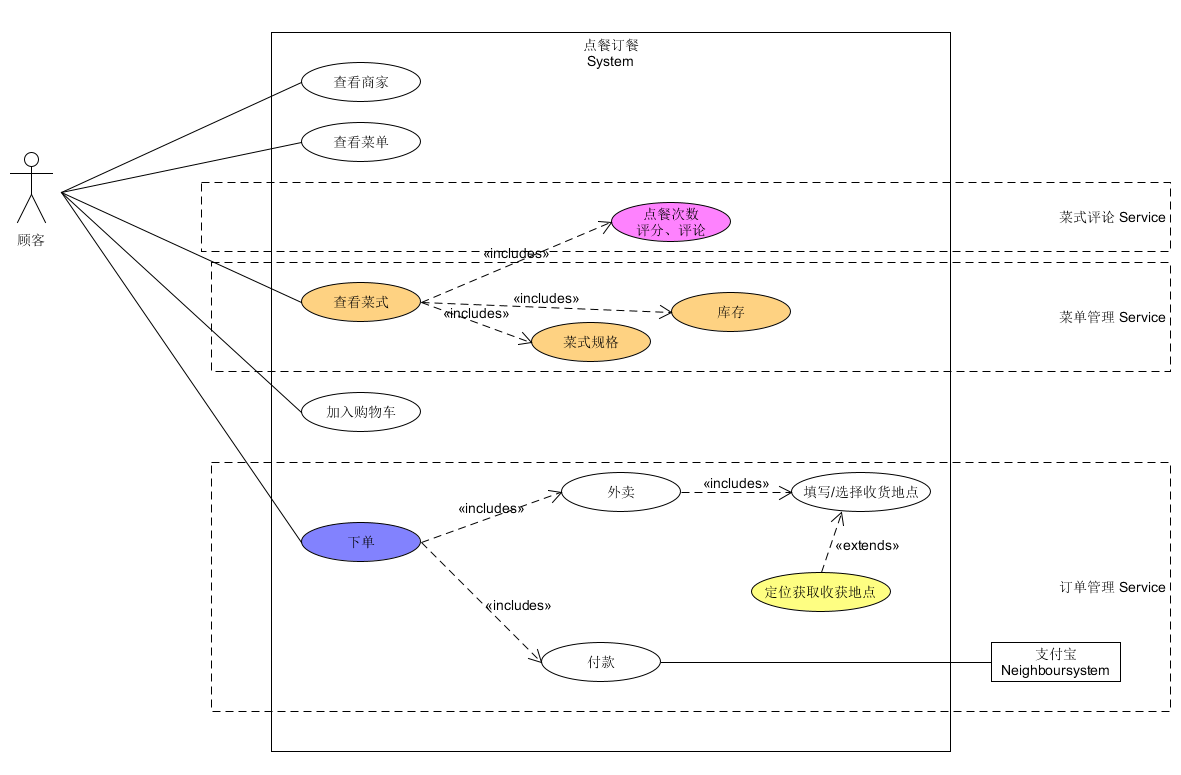 点餐订餐
System
查看商家
查看菜单
顾客
点餐次数
评分、评论
菜式评论 Service
«includes»
查看菜式
«includes»
«includes»
库存
菜式规格
菜单管理 Service
加入购物车
外卖
«includes»
填写/选择收货地点
«includes»
下单
«extends»
定位获取收获地点
订单管理 Service
«includes»
付款
支付宝
Neighboursystem